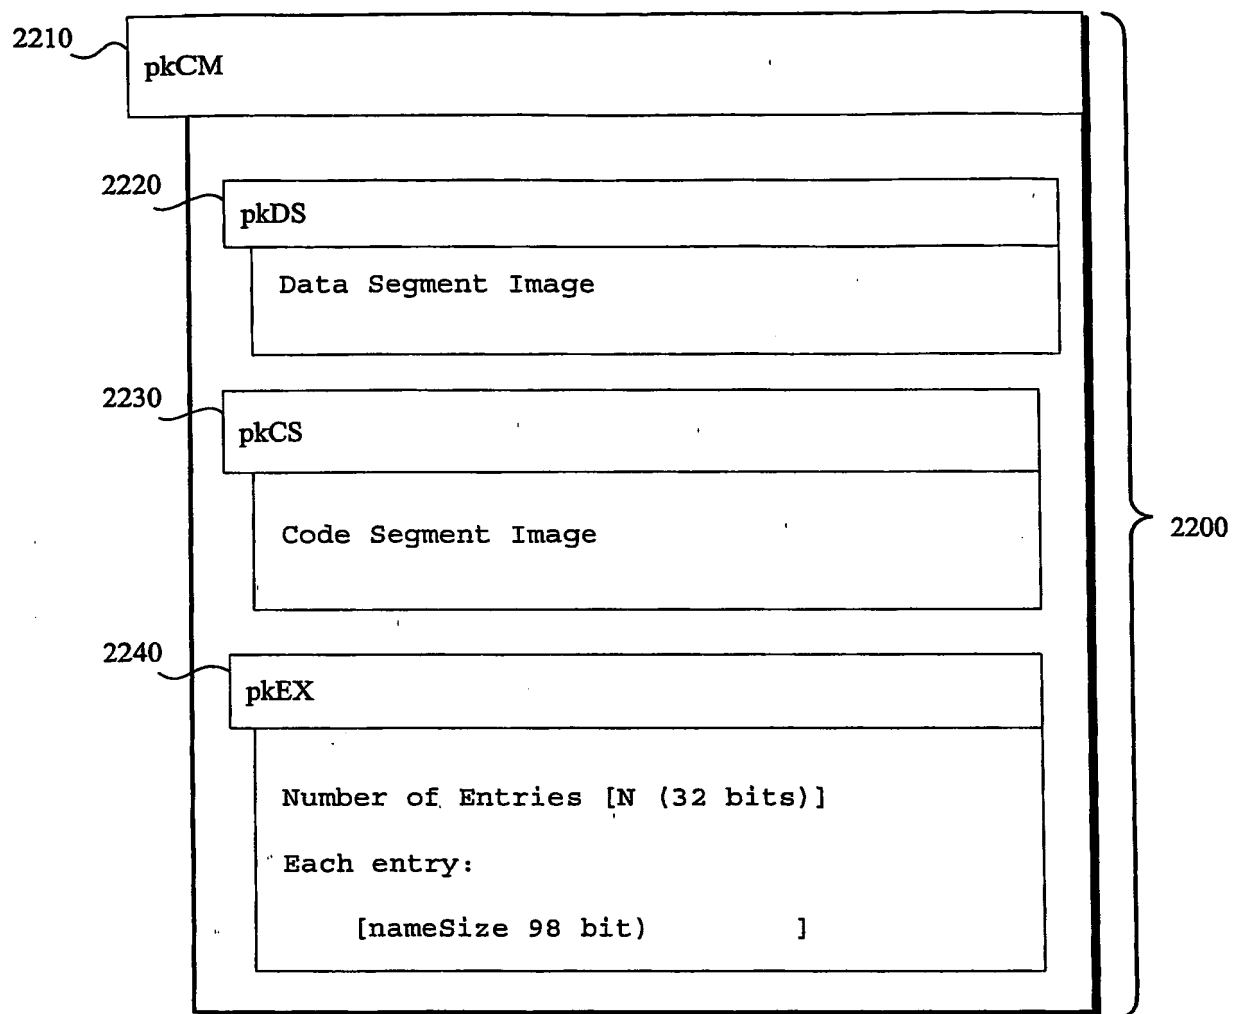 2210
pkCM
2220
pkDS
Data Segment Image
2230
pkCS
Code Segment Image
2200
2240
pkEX
Number of Entries [N (32 bits)]
Each entry:
[nameSize 98 bit) ]